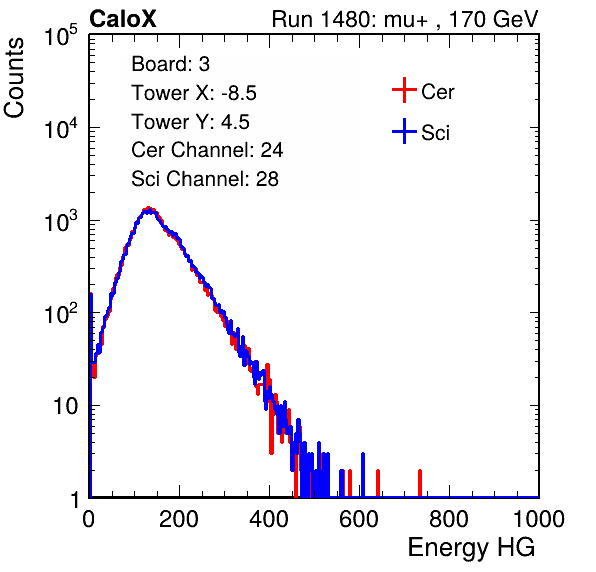 CaloX Run 1480: mu+ , 170 GeV
Counts
10^5
10^4
10^3
10^2
10
1
Board: 3
Tower X: -8.5
Tower Y: 4.5
Cer Channel: 24
Sci Channel: 28
Cer
Sci
0 200 400 600 800 1000
Energy HG